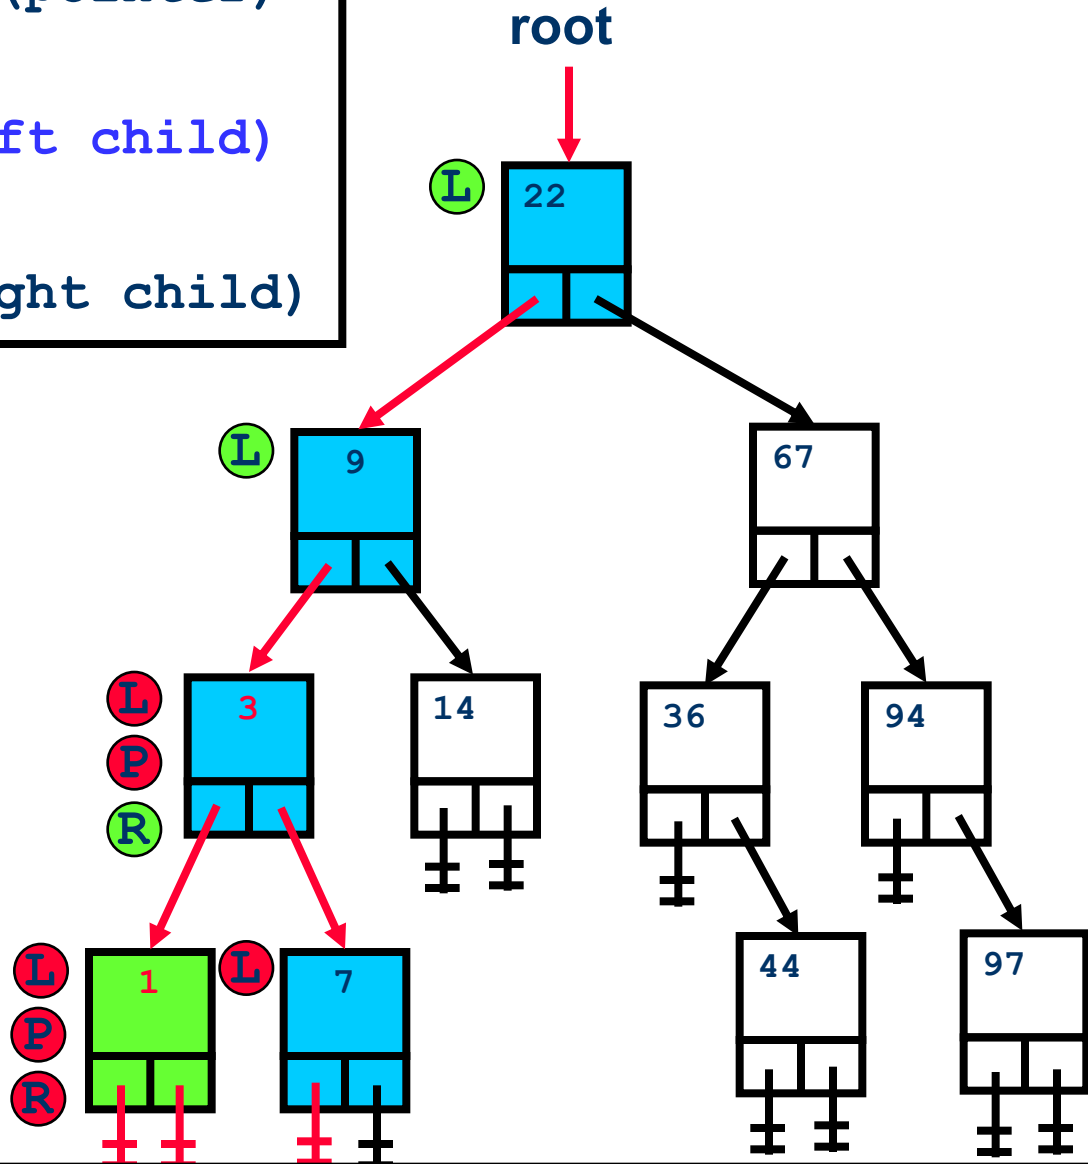 (pointer)
root
ft child)
L 22
ght child)
L 9 67
L 3 14 36 94
P
R
L 1 L 7 44 97
P
R